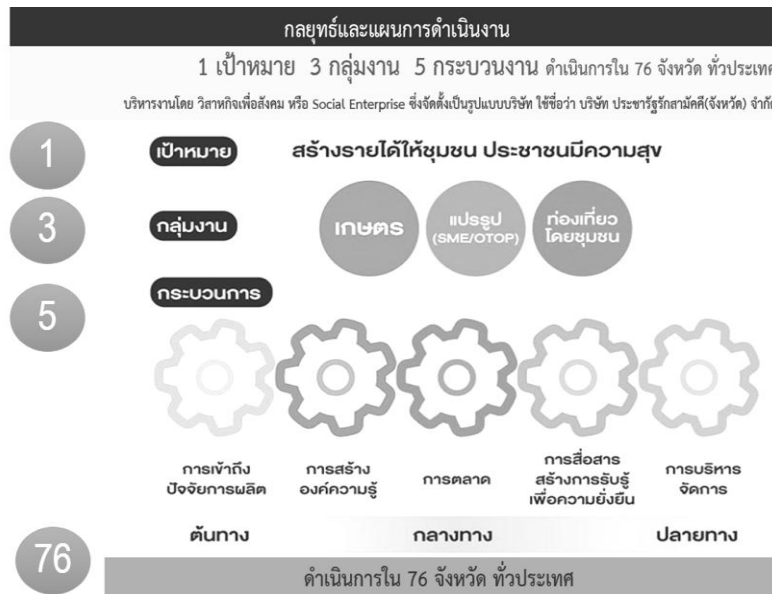 กลยุทธ์และแผนการดำเนินงาน
1 เป้าหมาย 3 กลุ่มงาน 5 กระบวนงาน ดำเนินการใน 76 จังหวัด ทั่วประเทศ
บริหารงานโดย วิสาหกิจเพื่อสังคม หรือ Social Enterprise ซึ่งจัดตั้งเป็นรูปแบบบริษัท ใช้ชื่อว่า บริษัท ประชารัฐรักสามัคคี(จังหวัด) จำกัด
1
เป้าหมาย
สร้างรายได้ให้ชุมชน ประชาชนมีความสุข
3
กลุ่มงาน
เกษตร
แปรรูป
(SME/OTOP)
ท่องเที่ยว
โดยชุมชน
5
กระบวนการ
การเข้าถึง
ปัจจัยการผลิต
การสร้าง
องค์ความรู้
การตลาด
การสื่อสาร
สร้างการรับรู้
เพื่อความยั่งยืน
การบริหาร
จัดการ
ต้นทาง
กลางทาง
ปลายทาง
76
ดำเนินการใน 76 จังหวัด ทั่วประเทศ